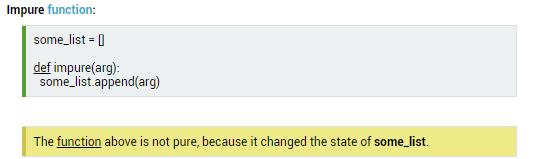 Impure function:
some_list = []
def impure(arg):
some_list.append(arg)
The function above is not pure, because it changed the state of some_list.